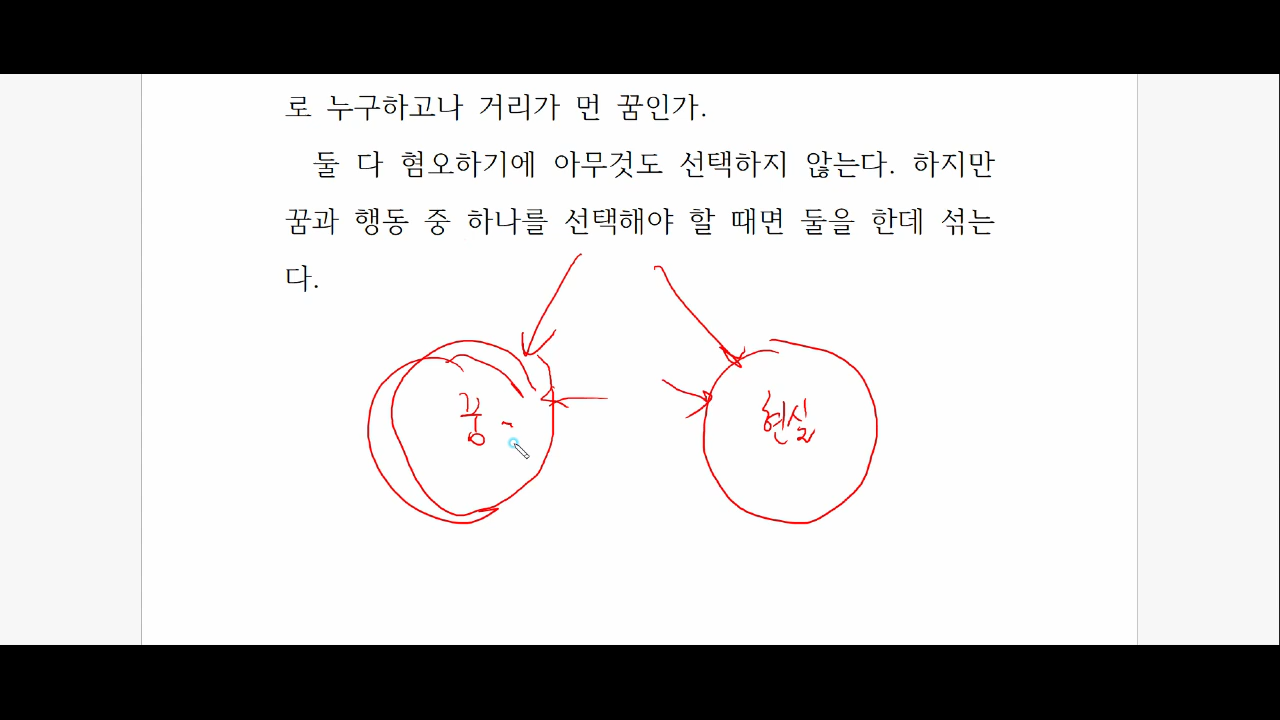 로 누구하고나 거리가 먼 꿈인가.
둘 다 혐오하기에 아무것도 선택하지 않는다. 하지만
꿈과 행동 중 하나를 선택해야 할 때면 둘을 한데 섞는
다.
꿈 현실